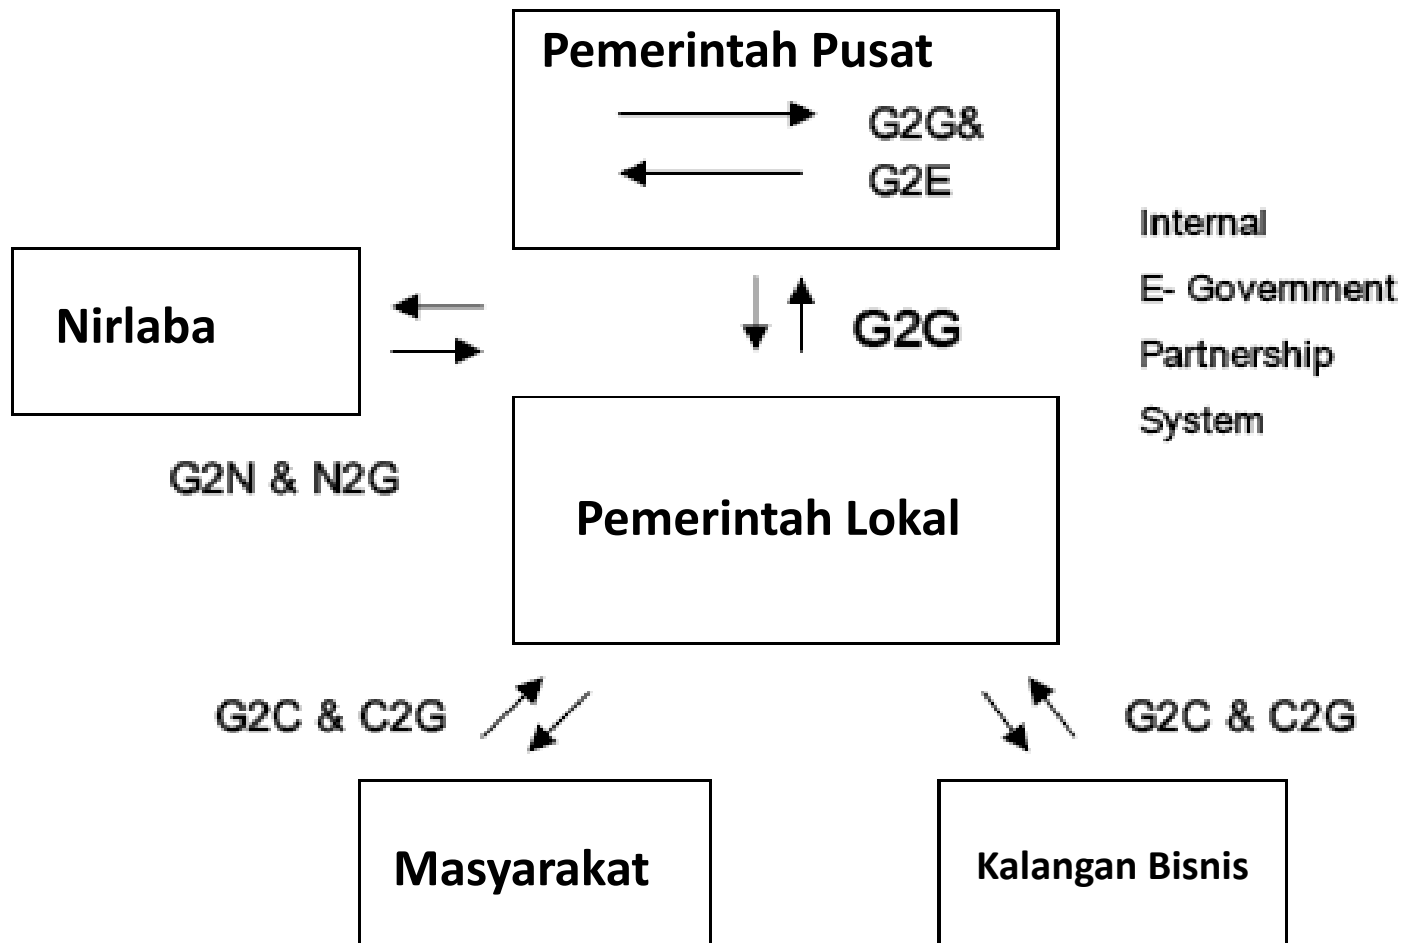 Pemerintah Pusat
G2G&
G2E
Internal
E- Government
Partnership
System
Nirlaba
G2G
G2N & N2G
Pemerintah Lokal
G2C & C2G
G2C & C2G
Masyarakat
Kalangan Bisnis